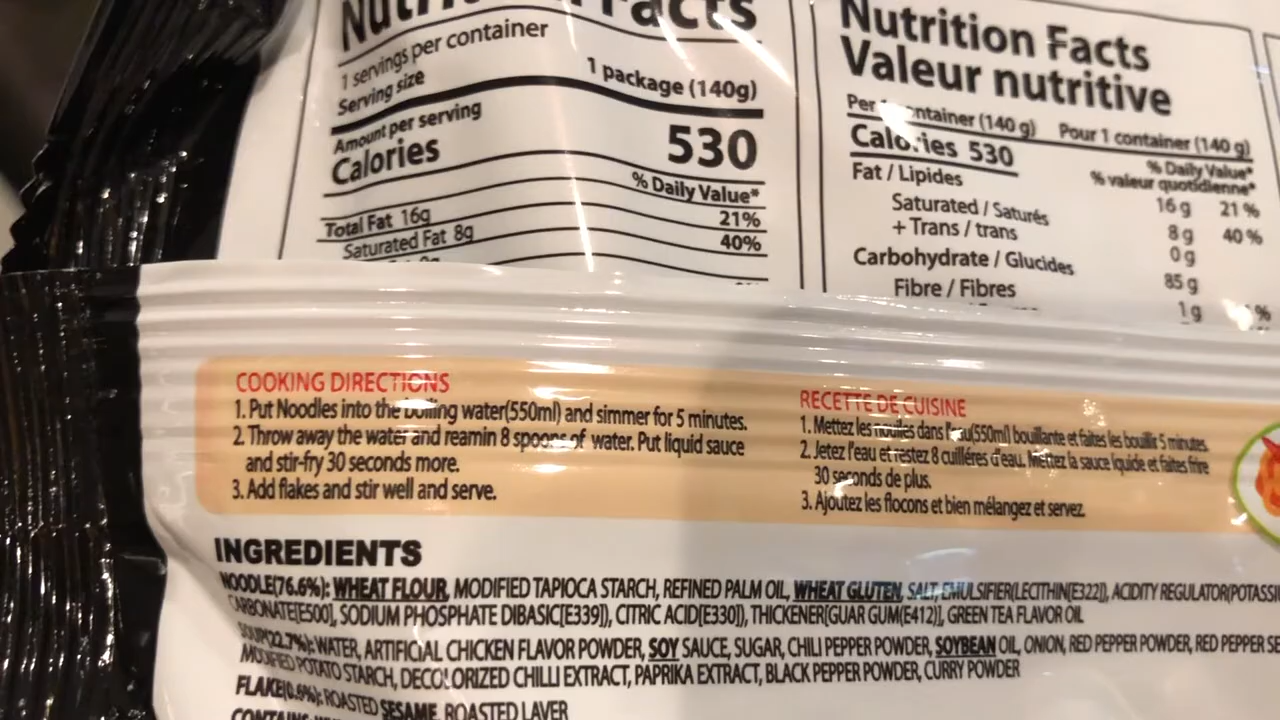 Nutrition Facts
1 servings per container
Serving size 1 package (140g)
Amount per serving
Calories 530
% Daily Value*
Total Fat 16g 21%
Saturated Fat 8g 40%
Nutrition Facts
Valeur nutritive
Per container (140 g) Pour 1 container (140 g)
Calories 530
% Daily Value*
% valeur quotidienne*
Fat / Lipides 16 g 21 %
Saturated / Saturés 8 g 40 %
+ Trans / trans 0 g
Carbohydrate / Glucides 85 g
Fibre / Fibres 1 g %
COOKING DIRECTIONS
1. Put Noodles into the boiling water(550ml) and simmer for 5 minutes.
2. Throw away the water and reamin 8 spoons of water. Put liquid sauce
and stir-fry 30 seconds more.
3. Add flakes and stir well and serve.
RECETTE DE CUISINE
1. Mettez les nouiles dans l'eau(550ml) bouillante et faites les bouillir 5 minutes.
2. Jetez l'eau et restez 8 cuilléres d'eau. Mettez la sauce liquide et faites frire
30 seconds de plus.
3. Ajoutez les flocons et bien mélangez et servez.
INGREDIENTS
NOODLE(76.6%): WHEAT FLOUR, MODIFIED TAPIOCA STARCH, REFINED PALM OIL, WHEAT GLUTEN, SALT, EMULSIFIER(LECITHIN(E322)), ACIDITY REGULATOR(POTASSI
CARBONATE[E500], SODIUM PHOSPHATE DIBASIC[E339]), CITRIC ACID(E330)), THICKENER[GUAR GUM(E412)], GREEN TEA FLAVOR OIL
SOUP(22.7%): WATER, ARTIFICIAL CHICKEN FLAVOR POWDER, SOY SAUCE, SUGAR, CHILI PEPPER POWDER, SOYBEAN OIL, ONION, RED PEPPER POWDER, RED PEPPER SE
MODIFIED POTATO STARCH, DECOLORIZED CHILLI EXTRACT, PAPRIKA EXTRACT, BLACK PEPPER POWDER, CURRY POWDER
FLAKE(0.6%): ROASTED SESAME, ROASTED LAVER